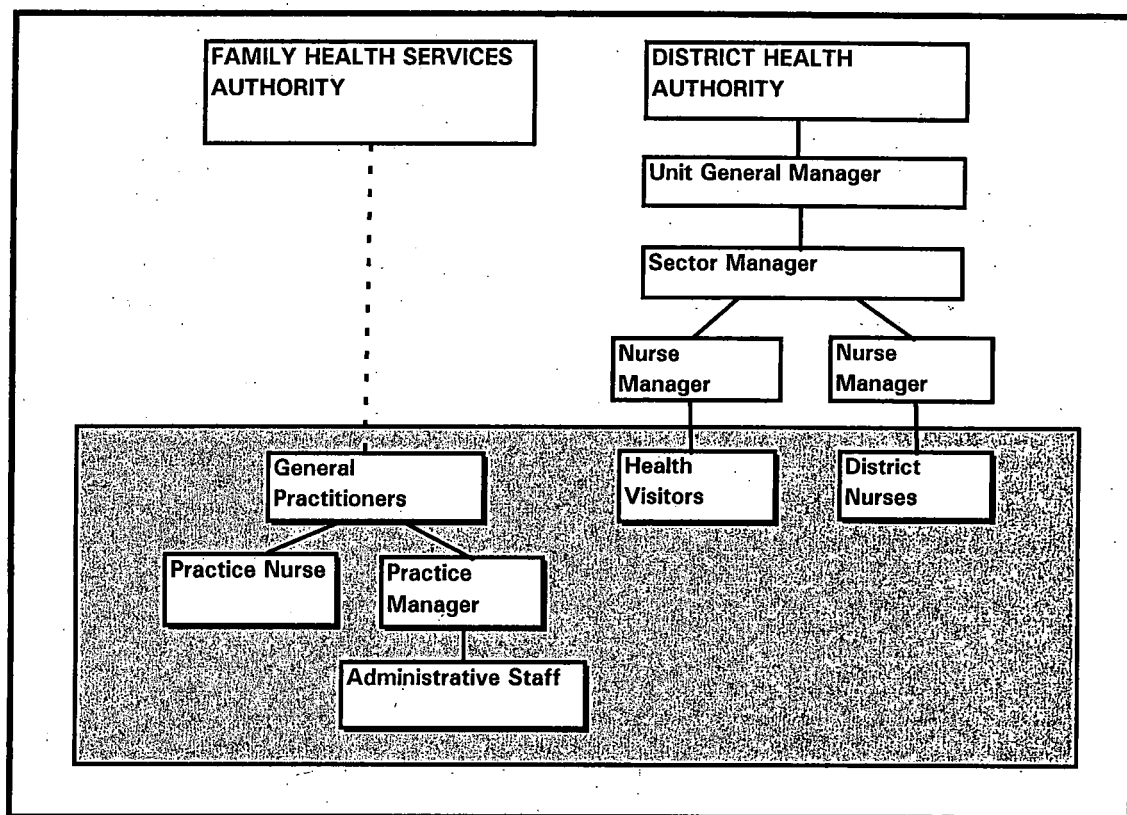 FAMILY HEALTH SERVICES
AUTHORITY
DISTRICT HEALTH
AUTHORITY
Unit General Manager
Sector Manager
Nurse
Manager
Nurse
Manager
General
Practitioners
Health
Visitors
District
Nurses
Practice Nurse
Practice
Manager
Administrative Staff